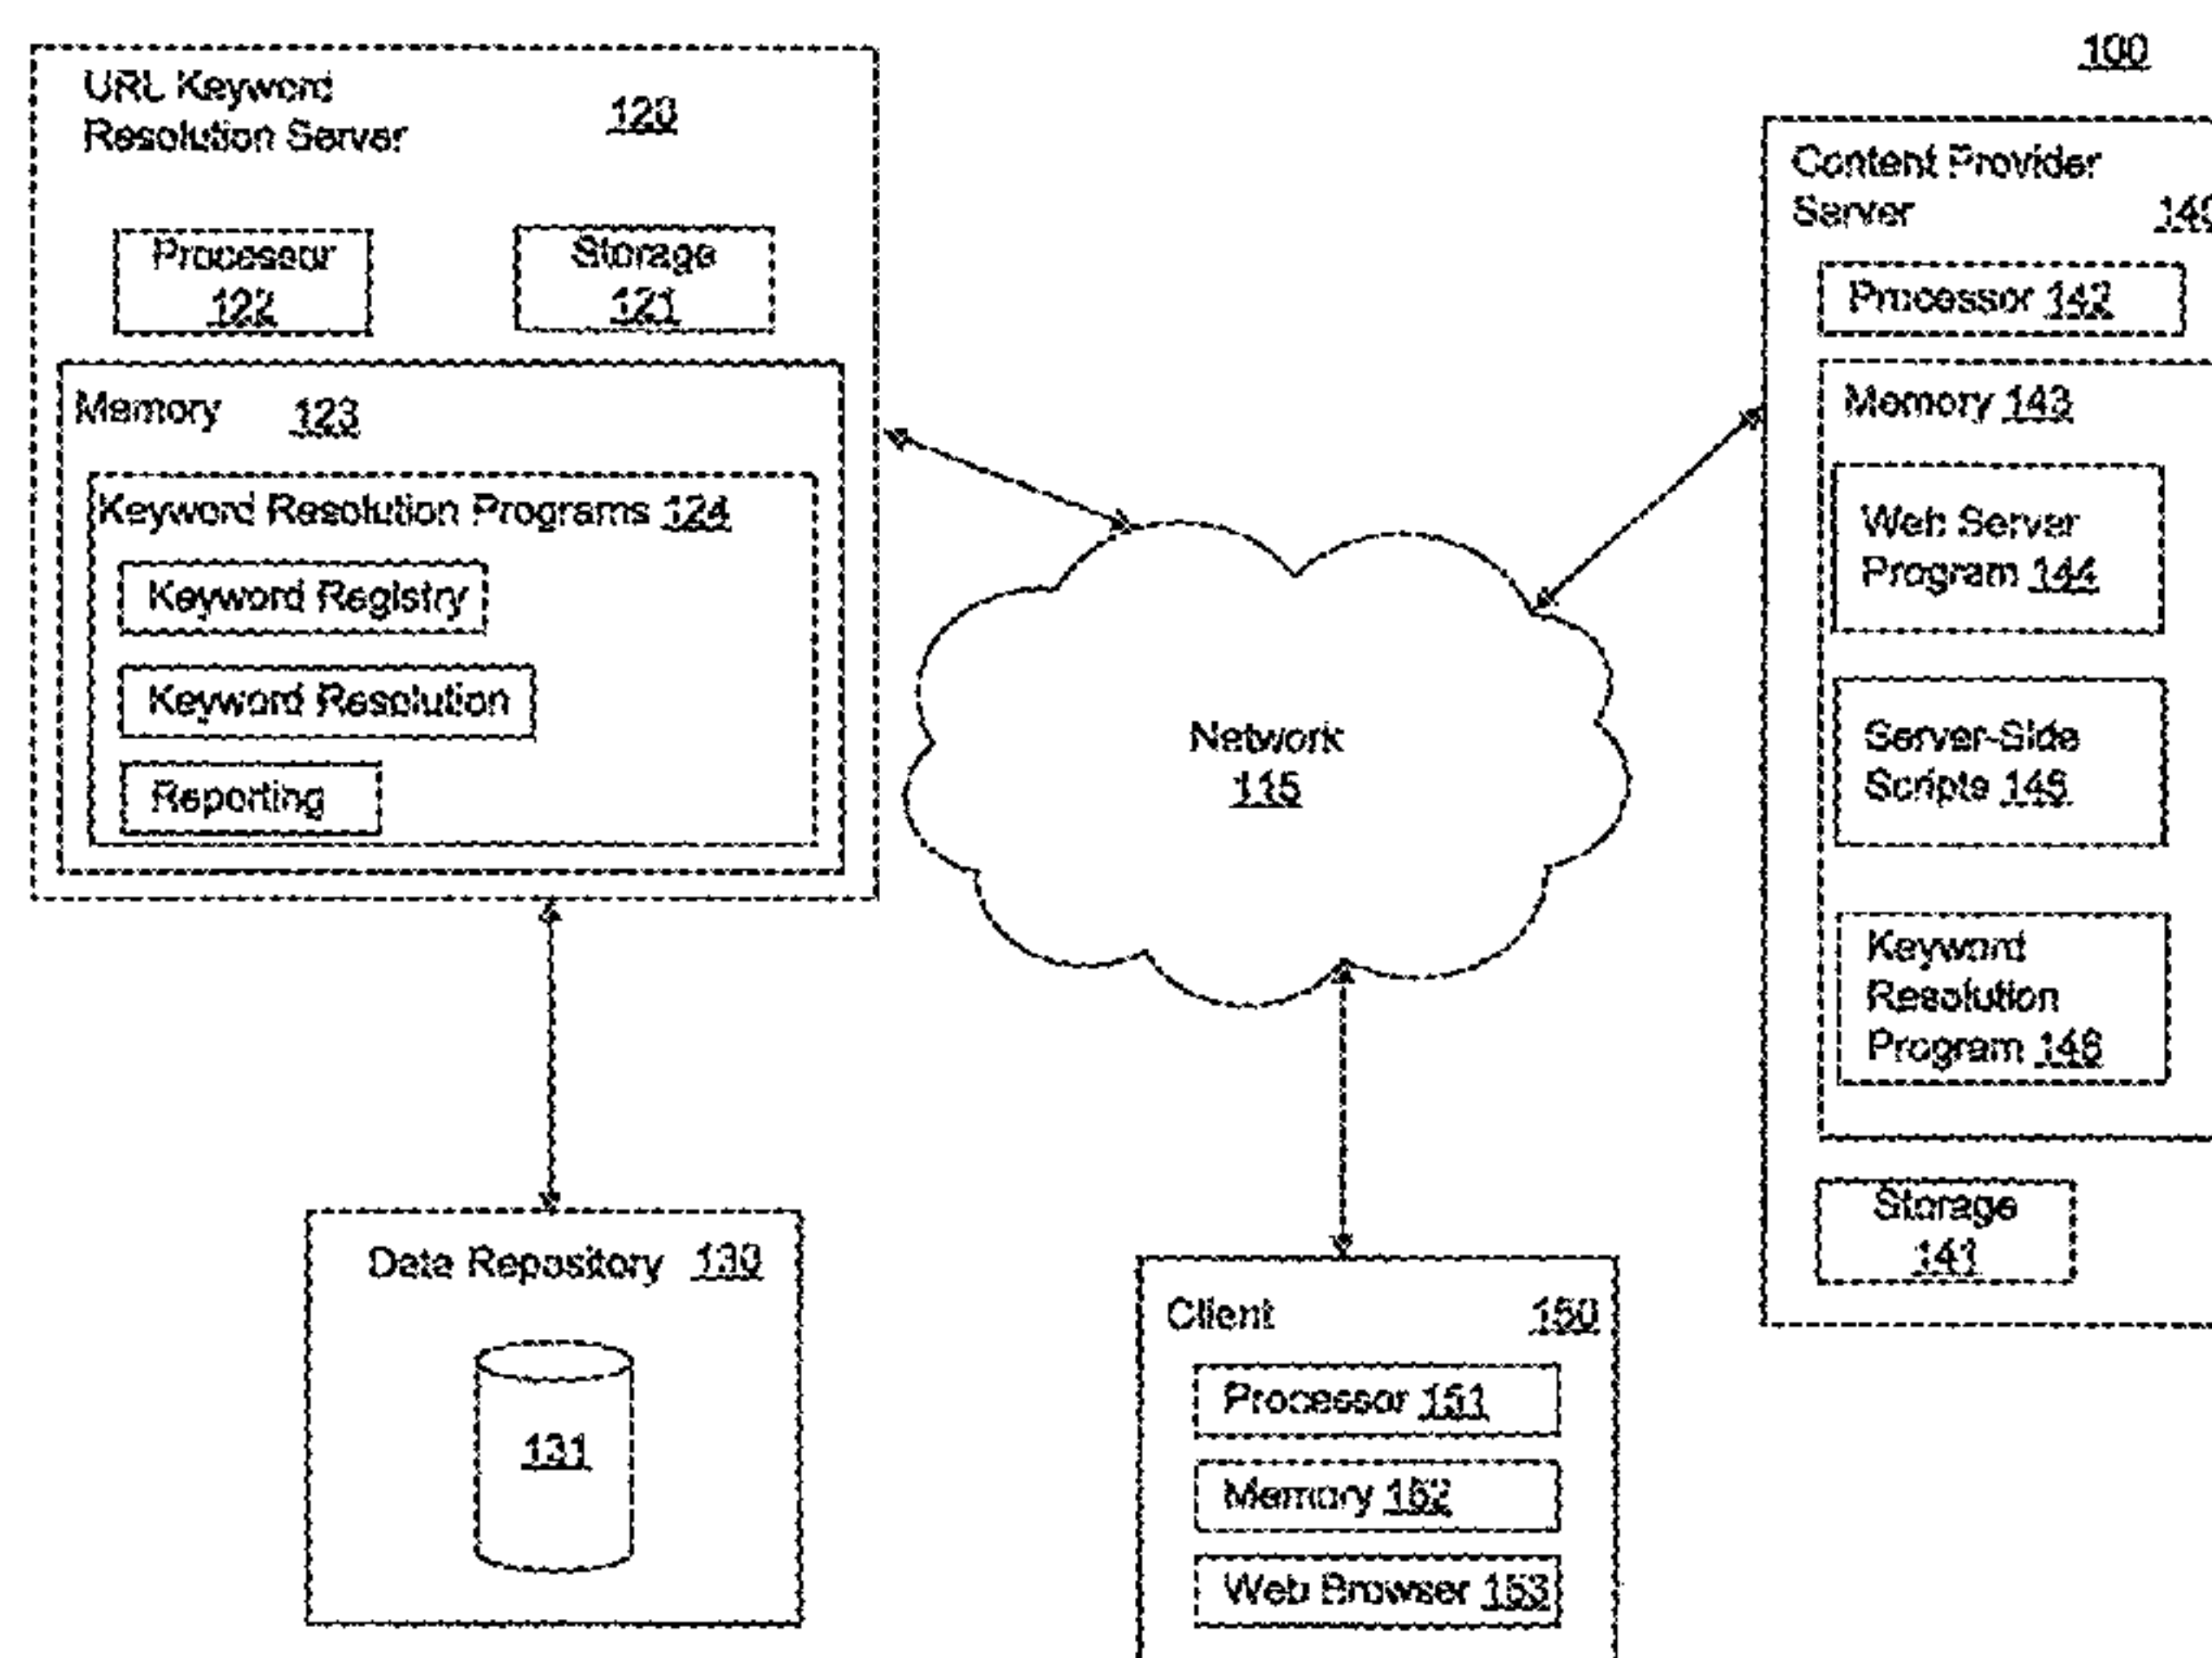 100
URL Keyword
Resolution Server 120
Processor
122
Storage
121
Memory 123
Keyword Resolution Programs 124
Keyword Registry
Keyword Resolution
Reporting
Network
115
Content Provider
Server 140
Processor 142
Memory 143
Web Server
Program 144
Server-Side
Scripts 145
Keyword
Resolution
Program 146
Storage
141
Data Repository 130
131
Client 150
Processor 151
Memory 152
Web Browser 153